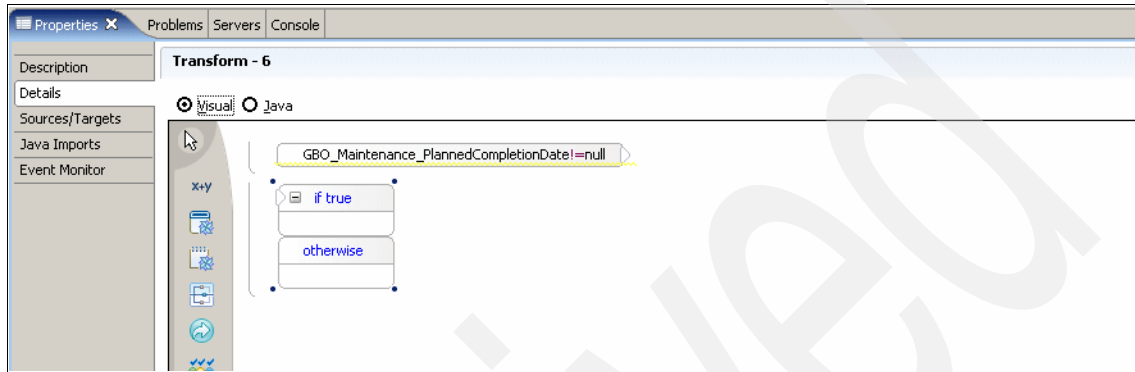 Properties Problems Servers Console
Transform - 6
Description
Details
Sources/Targets
Java Imports
Event Monitor
Visual Java
x+y
GBO_Maintenance_PlannedCompletionDate!=null
if true
otherwise